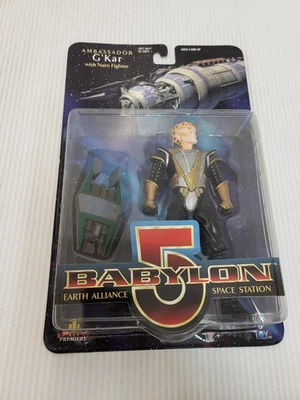 AMBASSADOR
G'Kar
with Narn Fighter
BABYLON
5
EARTH ALLIANCE
SPACE STATION
PREMIERE